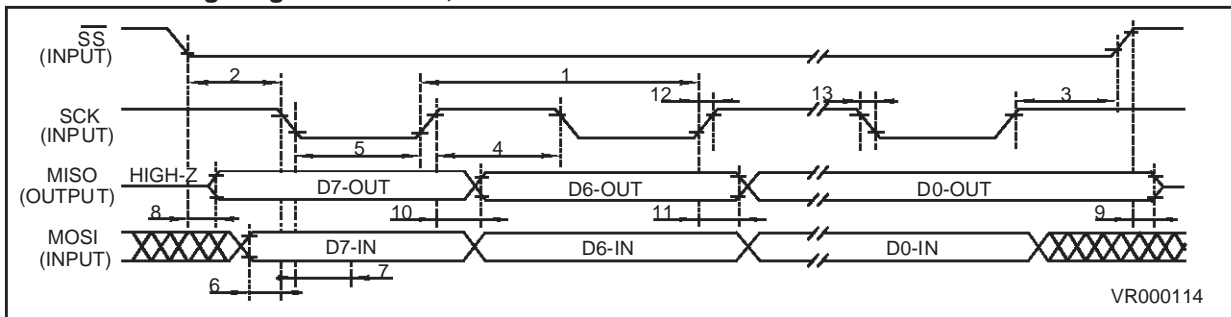 SS
(INPUT)
2
1
12
13
3
SCK
(INPUT)
5
4
MISO
(OUTPUT)
HIGH-Z
D7-OUT
D6-OUT
D0-OUT
8
10
11
9
MOSI
(INPUT)
D7-IN
D6-IN
D0-IN
6
7
VR000114